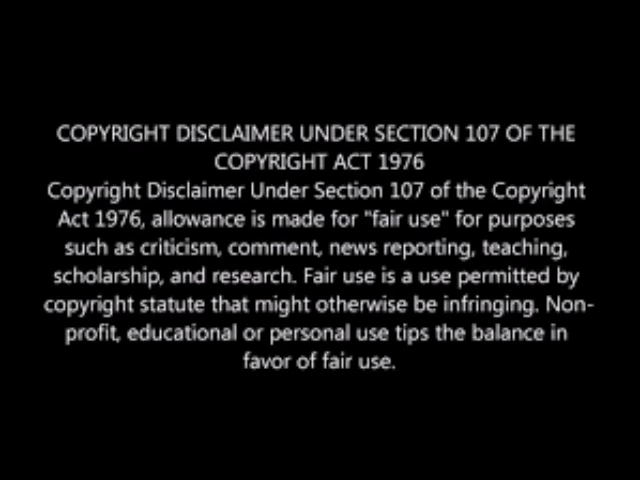 COPYRIGHT DISCLAIMER UNDER SECTION 107 OF THE
COPYRIGHT ACT 1976
Copyright Disclaimer Under Section 107 of the Copyright
Act 1976, allowance is made for "fair use" for purposes
such as criticism, comment, news reporting, teaching,
scholarship, and research. Fair use is a use permitted by
copyright statute that might otherwise be infringing. Non-
profit, educational or personal use tips the balance in
favor of fair use.